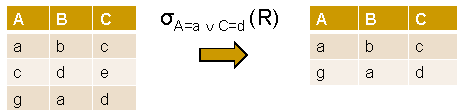 A B C
a b c
c d e
g a d
σA=a ∨ C=d (R)
A B C
a b c
g a d